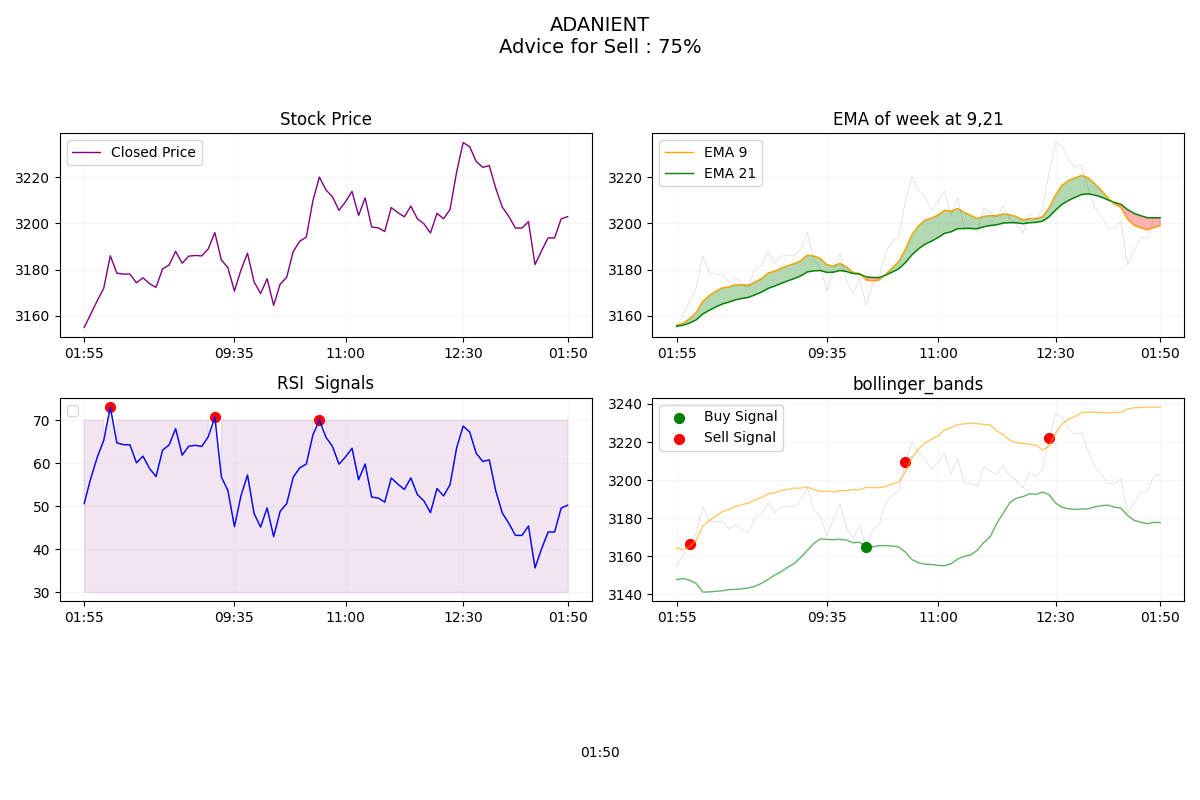 ADANIENT
Advice for Sell : 75%
Stock Price
Closed Price
3220
3200
3180
3160
01:55 09:35 11:00 12:30 01:50
EMA of week at 9,21
EMA 9
EMA 21
3220
3200
3180
3160
01:55 09:35 11:00 12:30 01:50
RSI  Signals
70
60
50
40
30
01:55 09:35 11:00 12:30 01:50
bollinger_bands
Buy Signal
Sell Signal
3240
3220
3200
3180
3160
3140
01:55 09:35 11:00 12:30 01:50
01:50